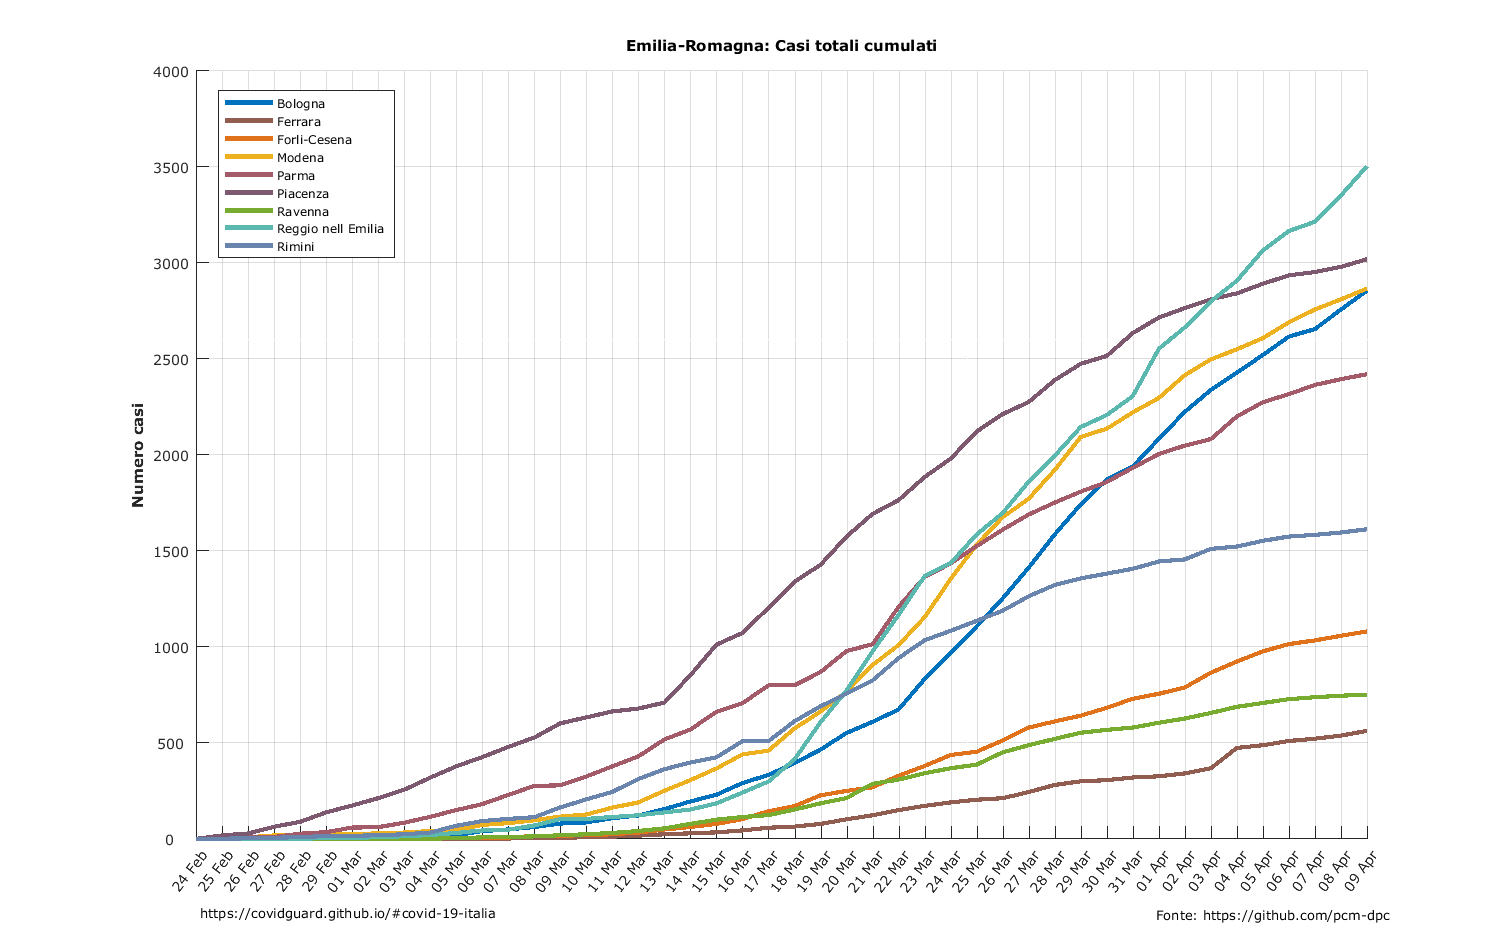 Emilia-Romagna: Casi totali cumulati
4000
3500
3000
2500
2000
1500
1000
500
0
Numero casi
Bologna
Ferrara
Forli-Cesena
Modena
Parma
Piacenza
Ravenna
Reggio nell Emilia
Rimini
24 Feb
25 Feb
26 Feb
27 Feb
28 Feb
29 Feb
01 Mar
02 Mar
03 Mar
04 Mar
05 Mar
06 Mar
07 Mar
08 Mar
09 Mar
10 Mar
11 Mar
12 Mar
13 Mar
14 Mar
15 Mar
16 Mar
17 Mar
18 Mar
19 Mar
20 Mar
21 Mar
22 Mar
23 Mar
24 Mar
25 Mar
26 Mar
27 Mar
28 Mar
29 Mar
30 Mar
31 Mar
01 Apr
02 Apr
03 Apr
04 Apr
05 Apr
06 Apr
07 Apr
08 Apr
09 Apr
https://covidguard.github.io/#covid-19-italia
Fonte: https://github.com/pcm-dpc